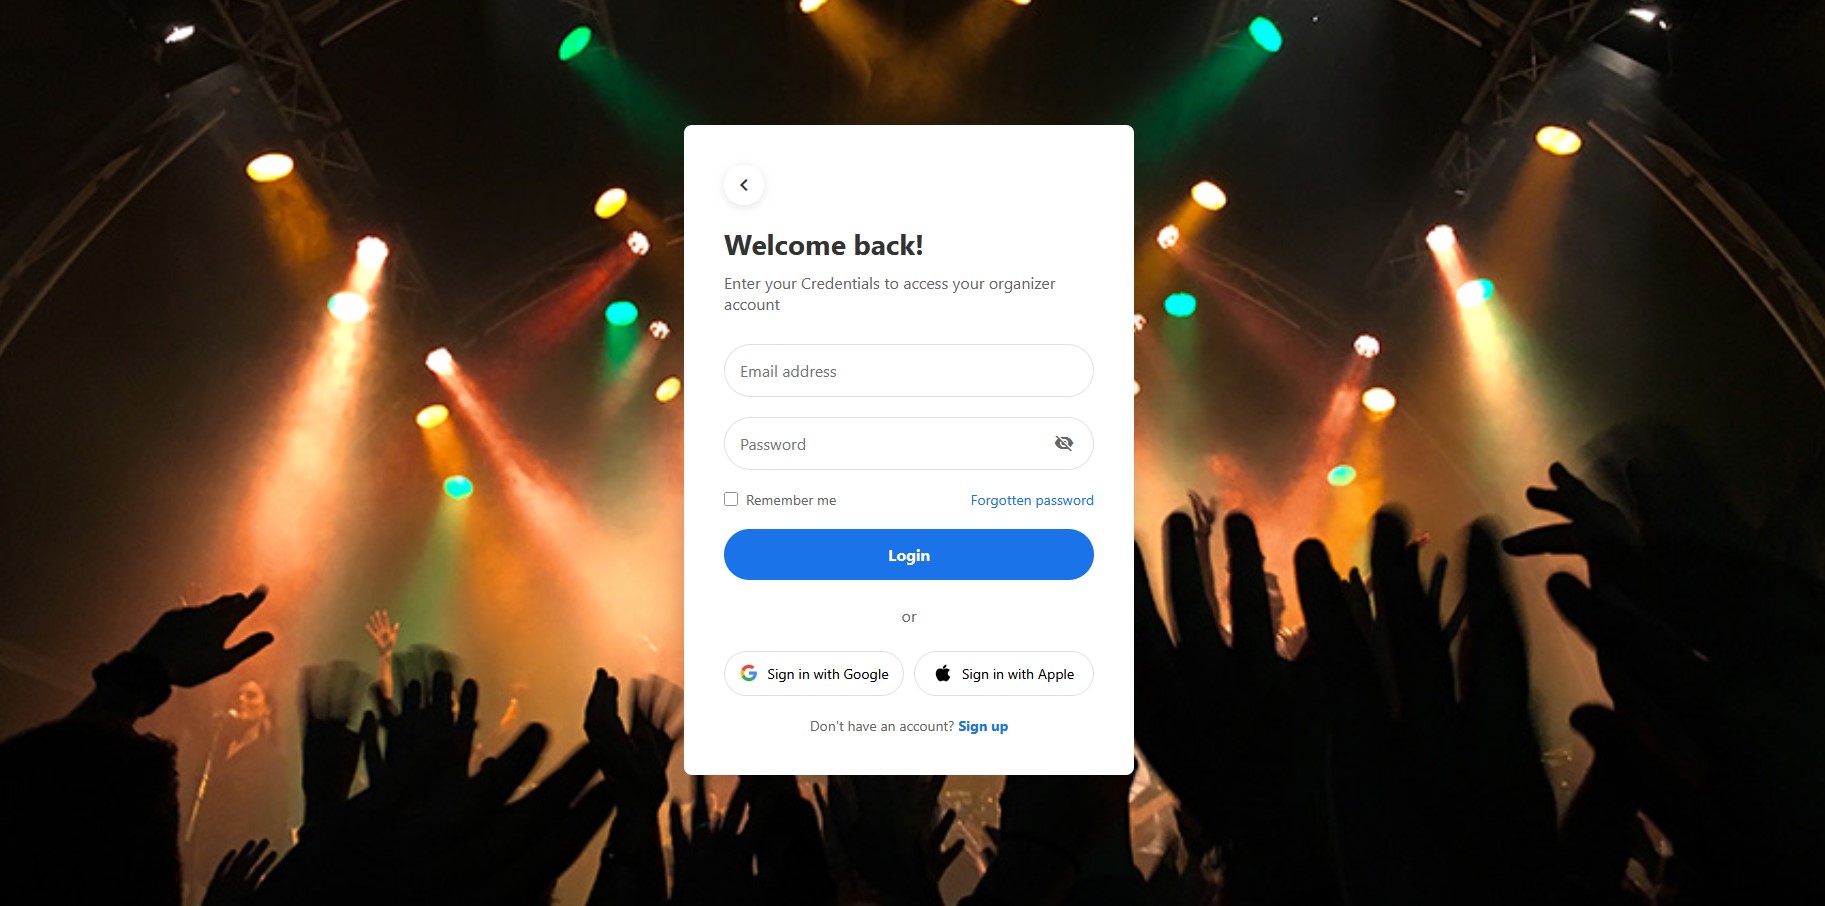 Welcome back!
Enter your Credentials to access your organizer
account
Email address
Password
Remember me
Forgotten password
Login
or
Sign in with Google
Sign in with Apple
Don't have an account? Sign up